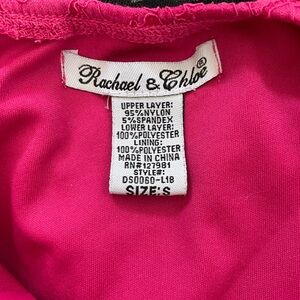 Rachael & Chloe®
UPPER LAYER:
95%NYLON
5%SPANDEX
LOWER LAYER:
100%POLYESTER
LINING:
100%POLYESTER
MADE IN CHINA
RN#127981
STYLE#:
DS0060-L18
SIZE:S